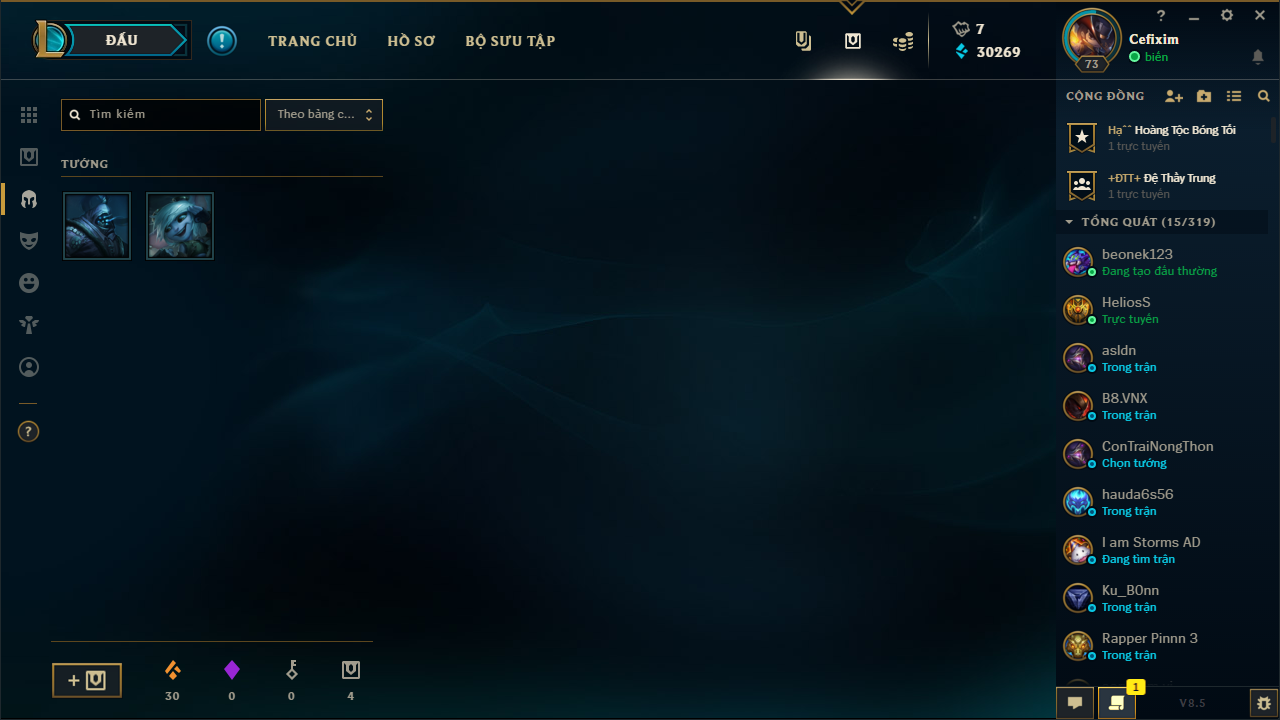 ĐẤU
!
TRANG CHỦ
HỒ SƠ
BỘ SƯU TẬP
7
30269
?
Cefixim
biến
73
Tìm kiếm
Theo bảng c...
TƯỚNG
?
30
0
0
4
CỘNG ĐỒNG
Hạˆˆ Hoàng Tộc Bóng Tối
1 trực tuyến
+ĐTT+ Đệ Thầy Trung
1 trực tuyến
TỔNG QUÁT (15/319)
beonek123
Đang tạo đấu thường
HeliosS
Trực tuyến
asldn
Trong trận
B8.VNX
Trong trận
ConTraiNongThon
Chọn tướng
hauda6s56
Trong trận
I am Storms AD
Đang tìm trận
Ku_B0nn
Trong trận
Rapper Pinnn 3
Trong trận
1
V8.5